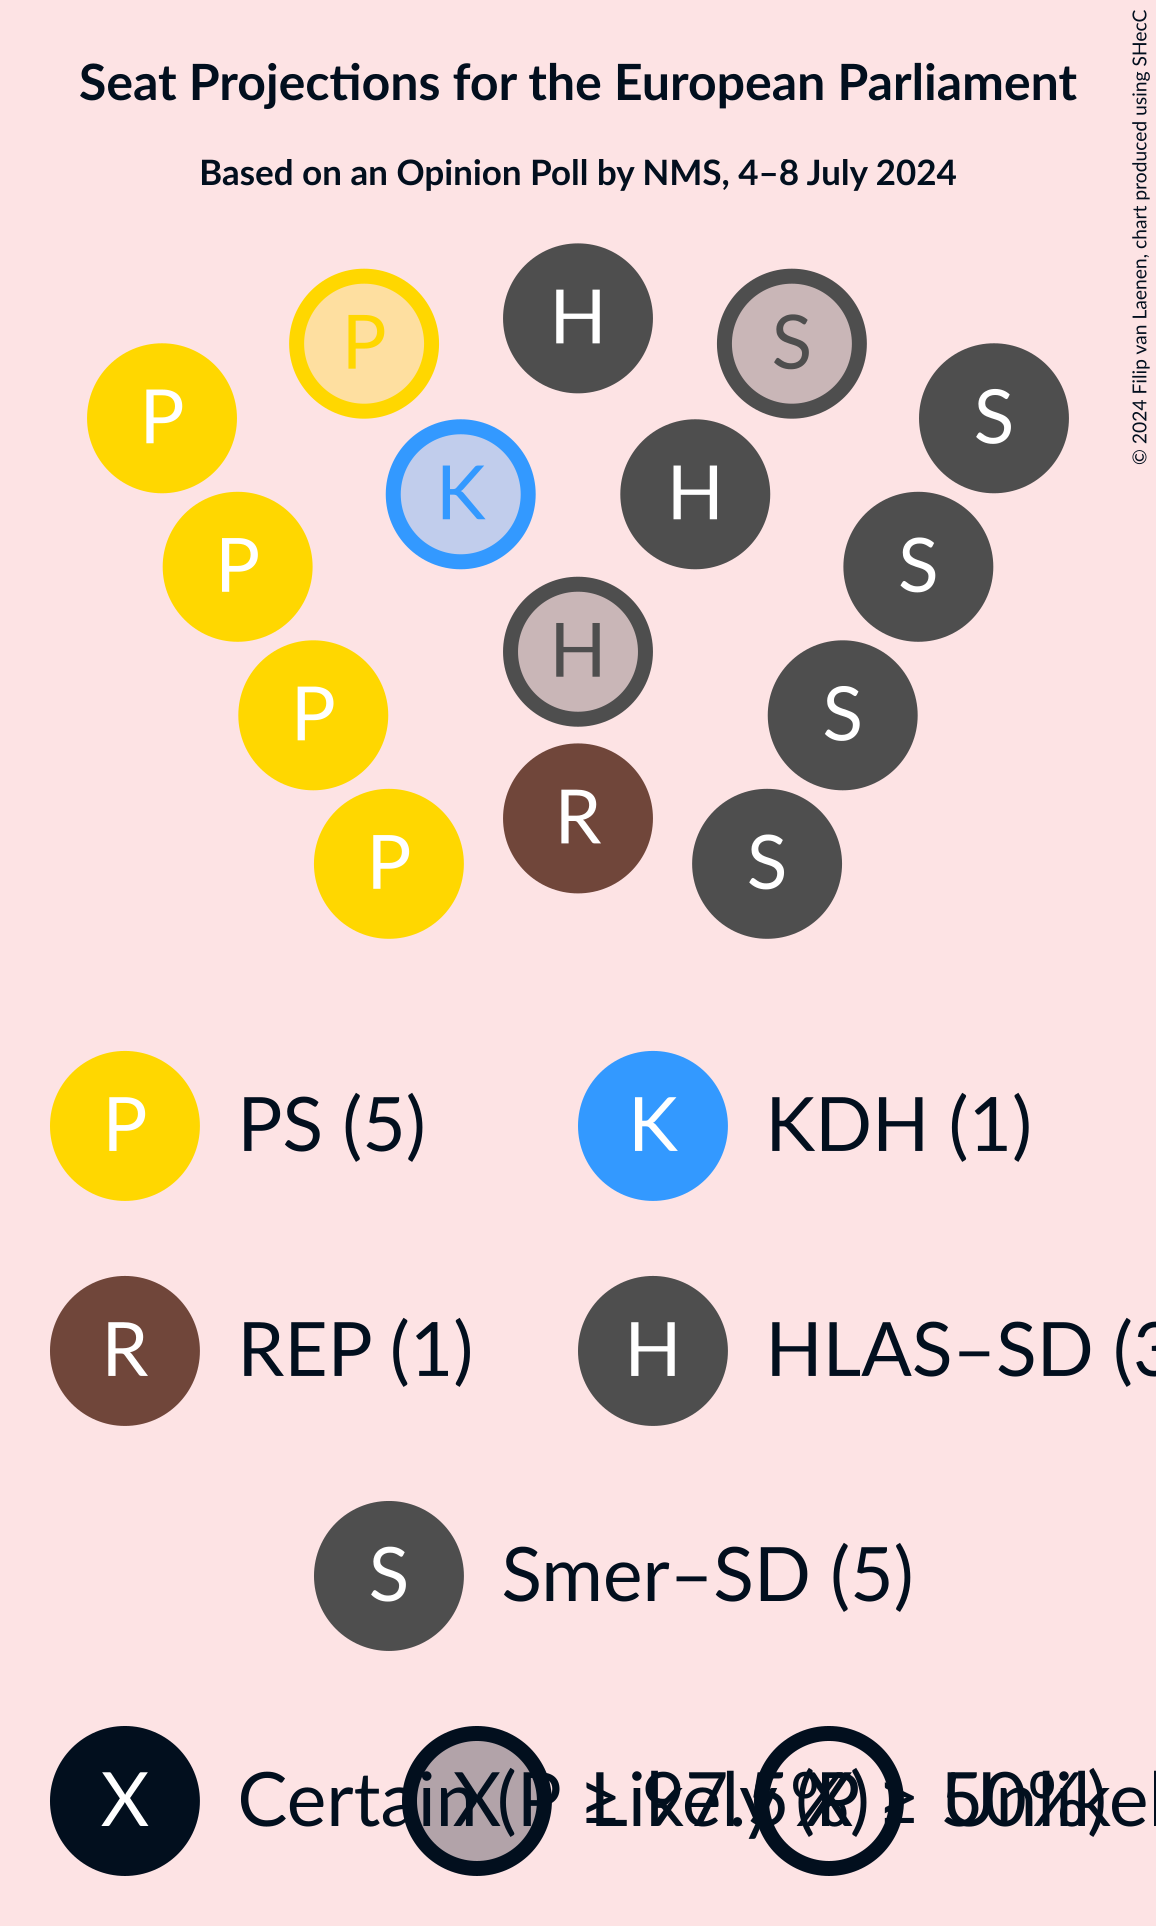 Seat Projections for the European Parliament
Based on an Opinion Poll by NMS, 4–8 July 2024
© 2024 Filip van Laenen, chart produced using SHecC
H
P
S
P
S
K
H
P
S
H
P
S
R
P
S
P PS (5)
K KDH (1)
R REP (1)
H HLAS–SD (3
S Smer–SD (5)
X Certain (P ≥ 97.5%)
X Likely (P ≥ 50%)
X Unlikel